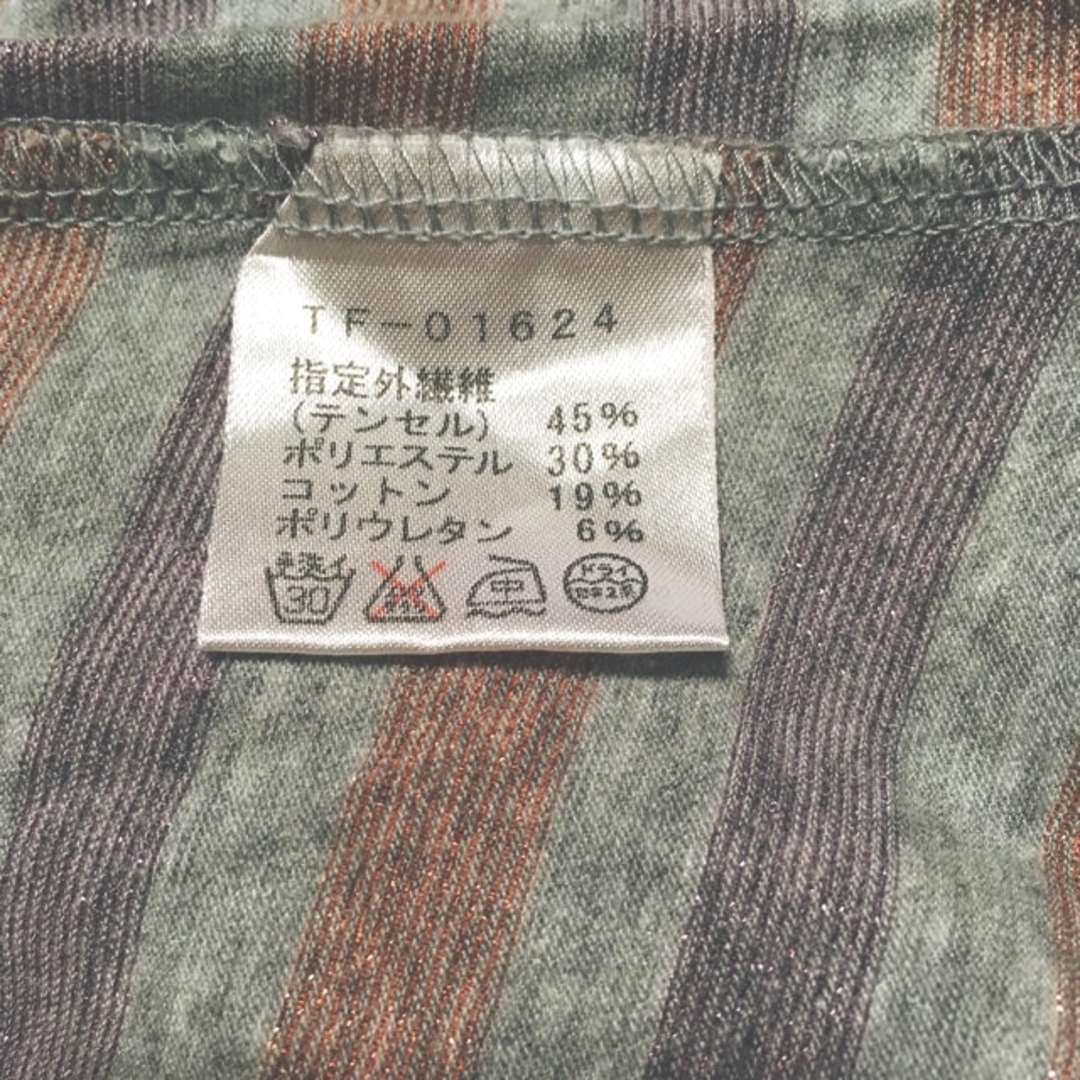 TF-01624
指定外繊維
(テンセル) 45%
ポリエステル 30%
コットン 19%
ポリウレタン 6%
手洗イ 30 中 ドライ